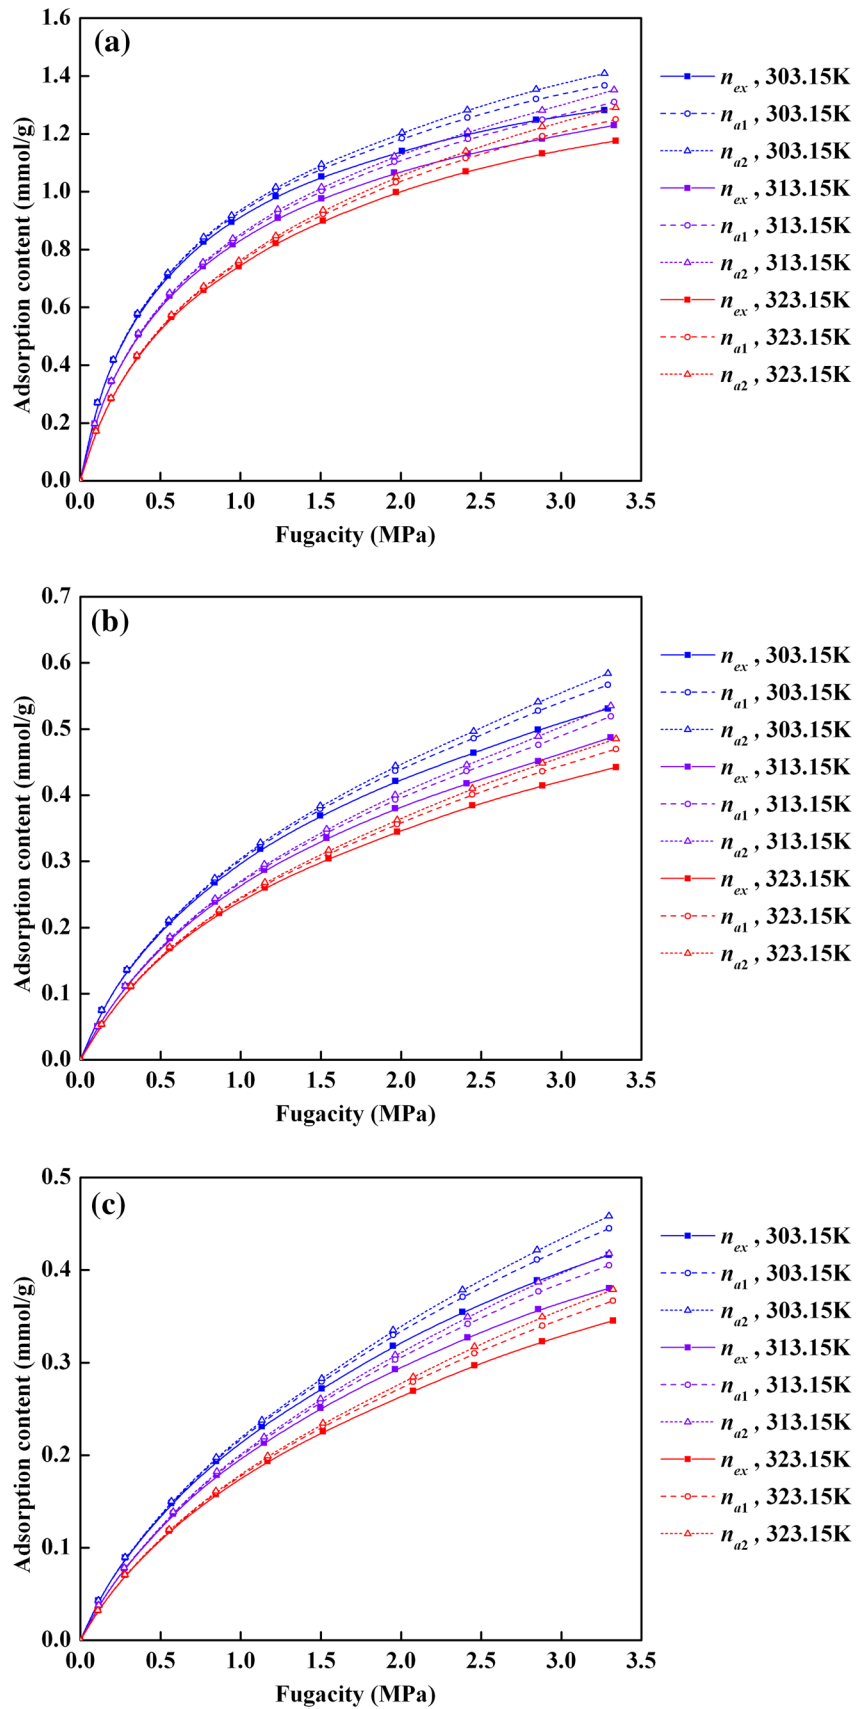 (a)
1.6
1.4
1.2
1.0
0.8
0.6
0.4
0.2
0.0
Adsorption content (mmol/g)
0.0 0.5 1.0 1.5 2.0 2.5 3.0 3.5
Fugacity (MPa)
nex , 303.15K
na1 , 303.15K
na2 , 303.15K
nex , 313.15K
na1 , 313.15K
na2 , 313.15K
nex , 323.15K
na1 , 323.15K
na2 , 323.15K
(b)
0.7
0.6
0.5
0.4
0.3
0.2
0.1
0.0
Adsorption content (mmol/g)
0.0 0.5 1.0 1.5 2.0 2.5 3.0 3.5
Fugacity (MPa)
nex , 303.15K
na1 , 303.15K
na2 , 303.15K
nex , 313.15K
na1 , 313.15K
na2 , 313.15K
nex , 323.15K
na1 , 323.15K
na2 , 323.15K
(c)
0.5
0.4
0.3
0.2
0.1
0.0
Adsorption content (mmol/g)
0.0 0.5 1.0 1.5 2.0 2.5 3.0 3.5
Fugacity (MPa)
nex , 303.15K
na1 , 303.15K
na2 , 303.15K
nex , 313.15K
na1 , 313.15K
na2 , 313.15K
nex , 323.15K
na1 , 323.15K
na2 , 323.15K